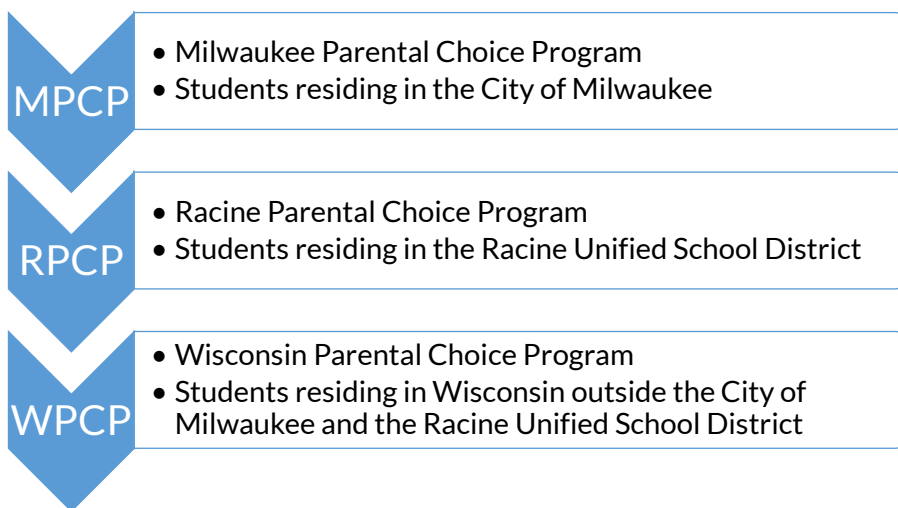 MPCP
• Milwaukee Parental Choice Program
• Students residing in the City of Milwaukee
RPCP
• Racine Parental Choice Program
• Students residing in the Racine Unified School District
WPCP
• Wisconsin Parental Choice Program
• Students residing in Wisconsin outside the City of
Milwaukee and the Racine Unified School District